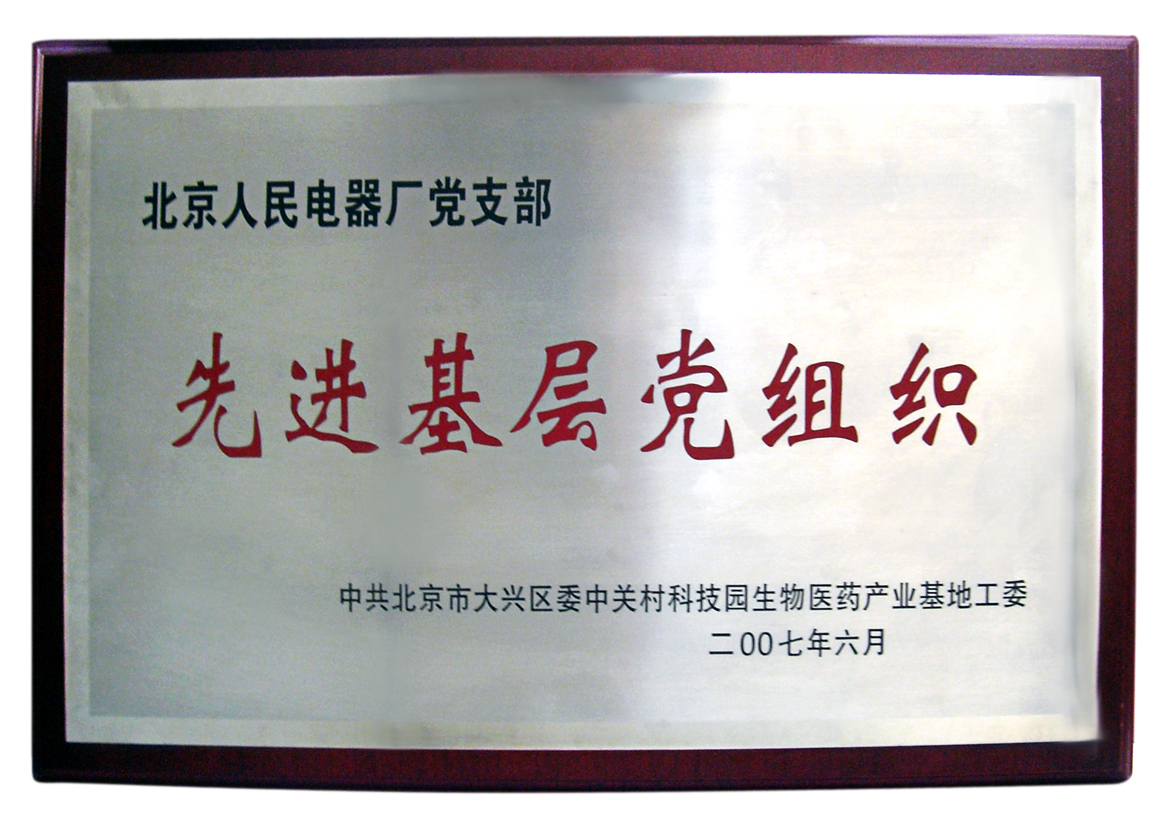 北京人民电器厂党支部
先进基层党组织
中共北京市大兴区委中关村科技园生物医药产业基地工委
二00七年六月